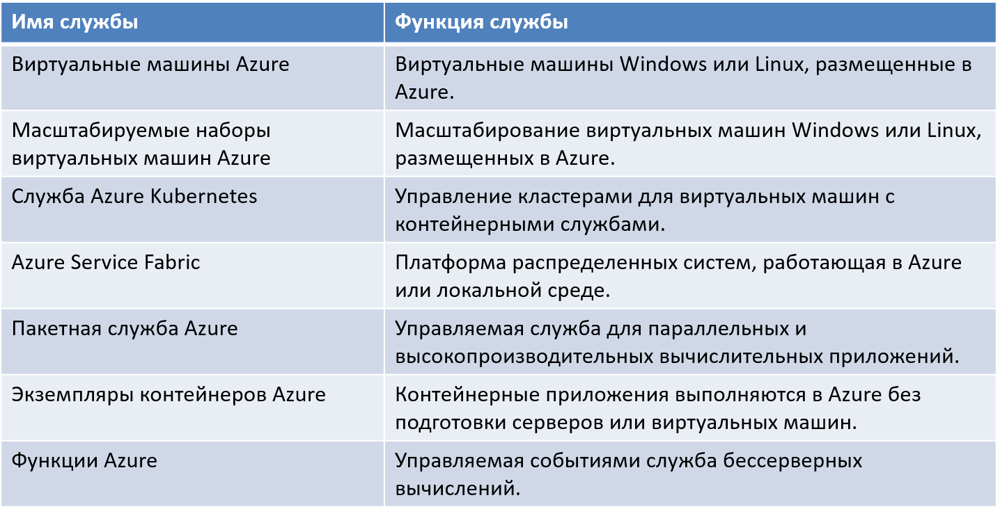 Имя службы
Функция службы
Виртуальные машины Azure
Виртуальные машины Windows или Linux, размещенные в
Azure.
Масштабируемые наборы
виртуальных машин Azure
Масштабирование виртуальных машин Windows или Linux,
размещенных в Azure.
Служба Azure Kubernetes
Управление кластерами для виртуальных машин с
контейнерными службами.
Azure Service Fabric
Платформа распределенных систем, работающая в Azure
или локальной среде.
Пакетная служба Azure
Управляемая служба для параллельных и
высокопроизводительных вычислительных приложений.
Экземпляры контейнеров Azure
Контейнерные приложения выполняются в Azure без
подготовки серверов или виртуальных машин.
Функции Azure
Управляемая событиями служба бессерверных
вычислений.